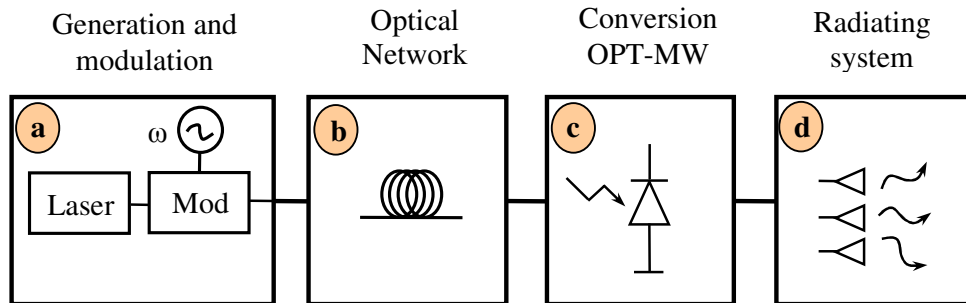 Generation and
modulation
Optical
Network
Conversion
OPT-MW
Radiating
system
a
b
c
d
ω
Laser
Mod